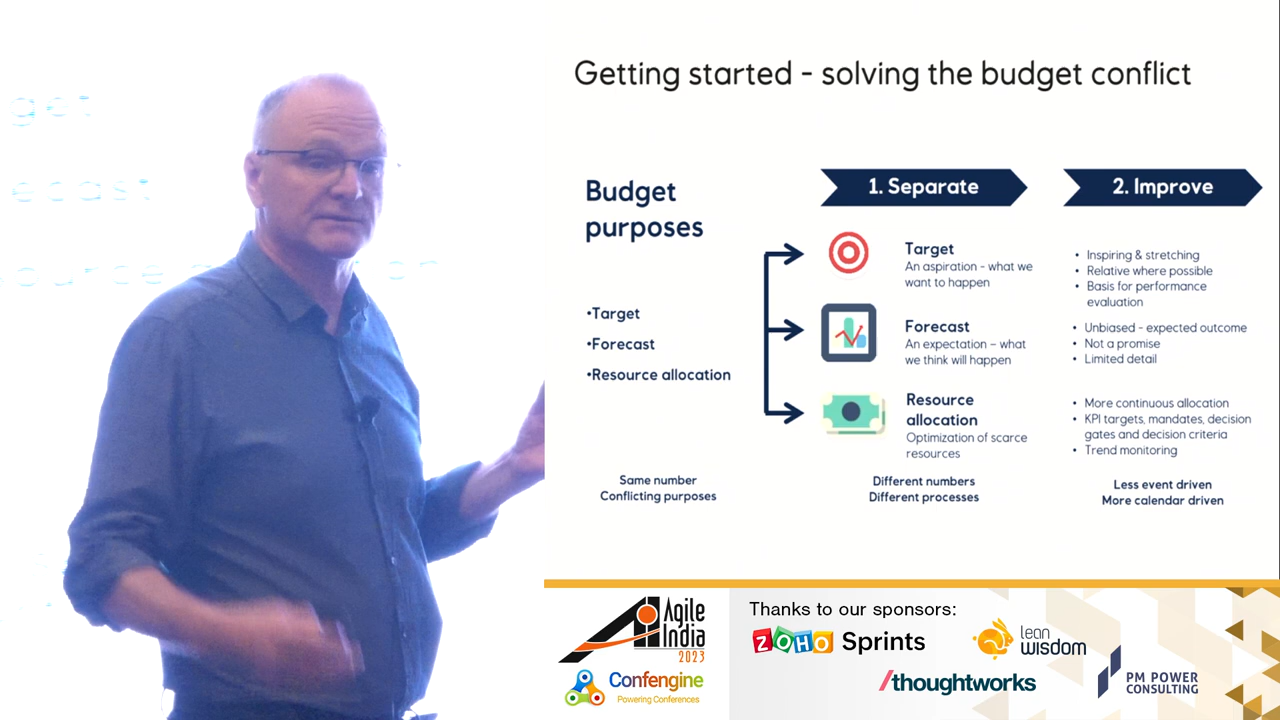 Getting started - solving the budget conflict
Budget
purposes
•Target
•Forecast
•Resource allocation
Same number
Conflicting purposes
1. Separate
Target
An aspiration - what we
want to happen
Forecast
An expectation – what
we think will happen
Resource
allocation
Optimization of scarce
resources
Different numbers
Different processes
2. Improve
• Inspiring & stretching
• Relative where possible
• Basis for performance
evaluation
• Unbiased - expected outcome
• Not a promise
• Limited detail
• More continuous allocation
• KPI targets, mandates, decision
gates and decision criteria
• Trend monitoring
Less event driven
More calendar driven
Agile
India
2023
Confengine
Powering Conferences
Thanks to our sponsors:
ZOHO Sprints
lean
wisdom
/thoughtworks
PM POWER
CONSULTING